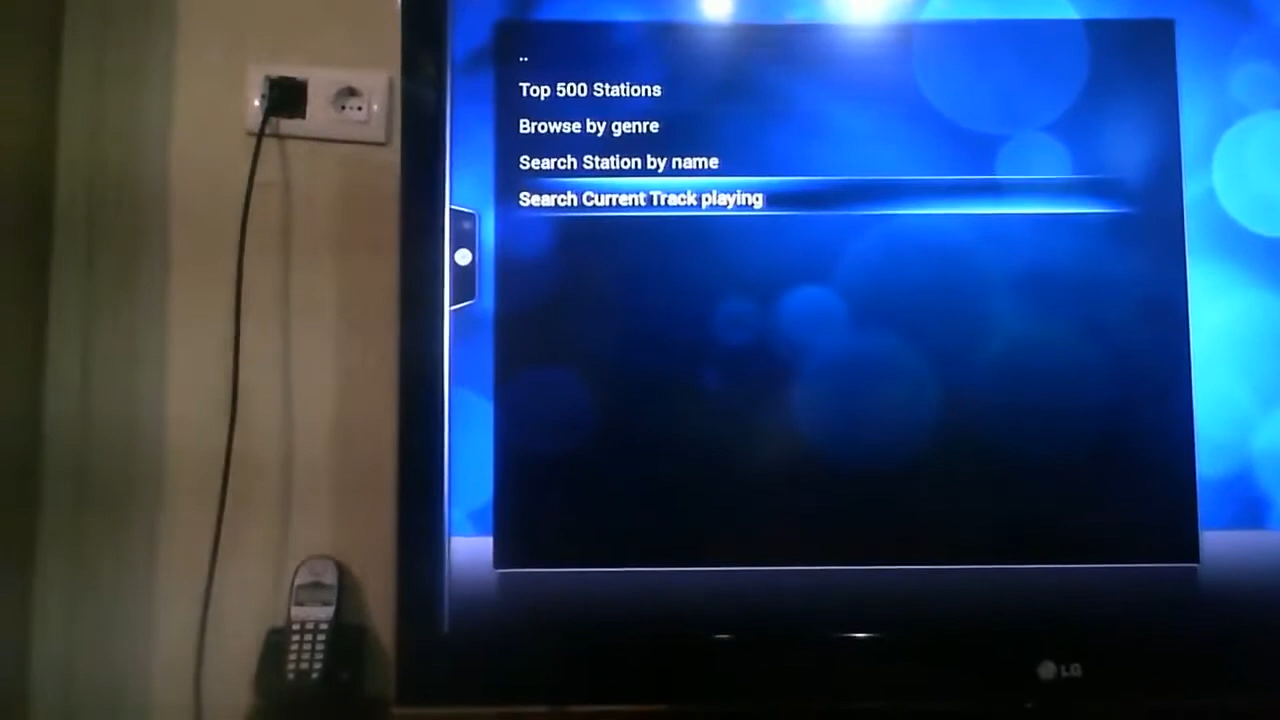 ..
Top 500 Stations
Browse by genre
Search Station by name
Search Current Track playing
LG